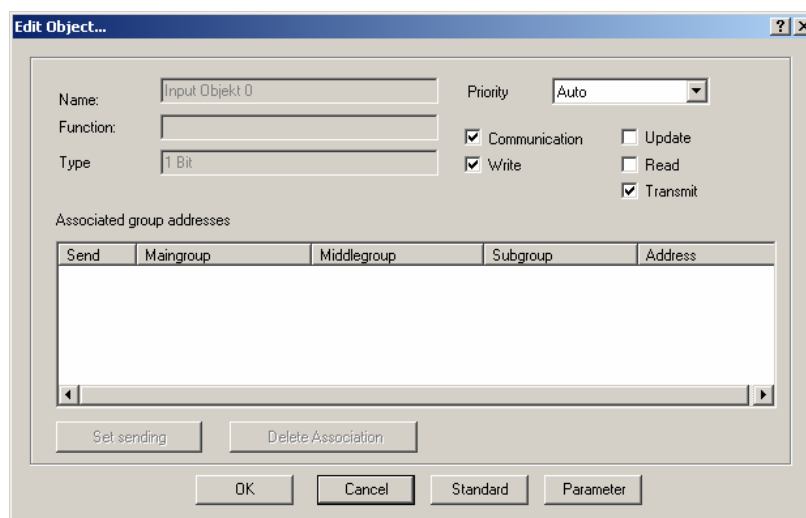 Edit Object...
Name: Input Objekt 0 Priority Auto
Function:
Communication Update
Type 1 Bit Write Read
Transmit
Associated group addresses
Send Maingroup Middlegroup Subgroup Address
Set sending Delete Association
OK Cancel Standard Parameter